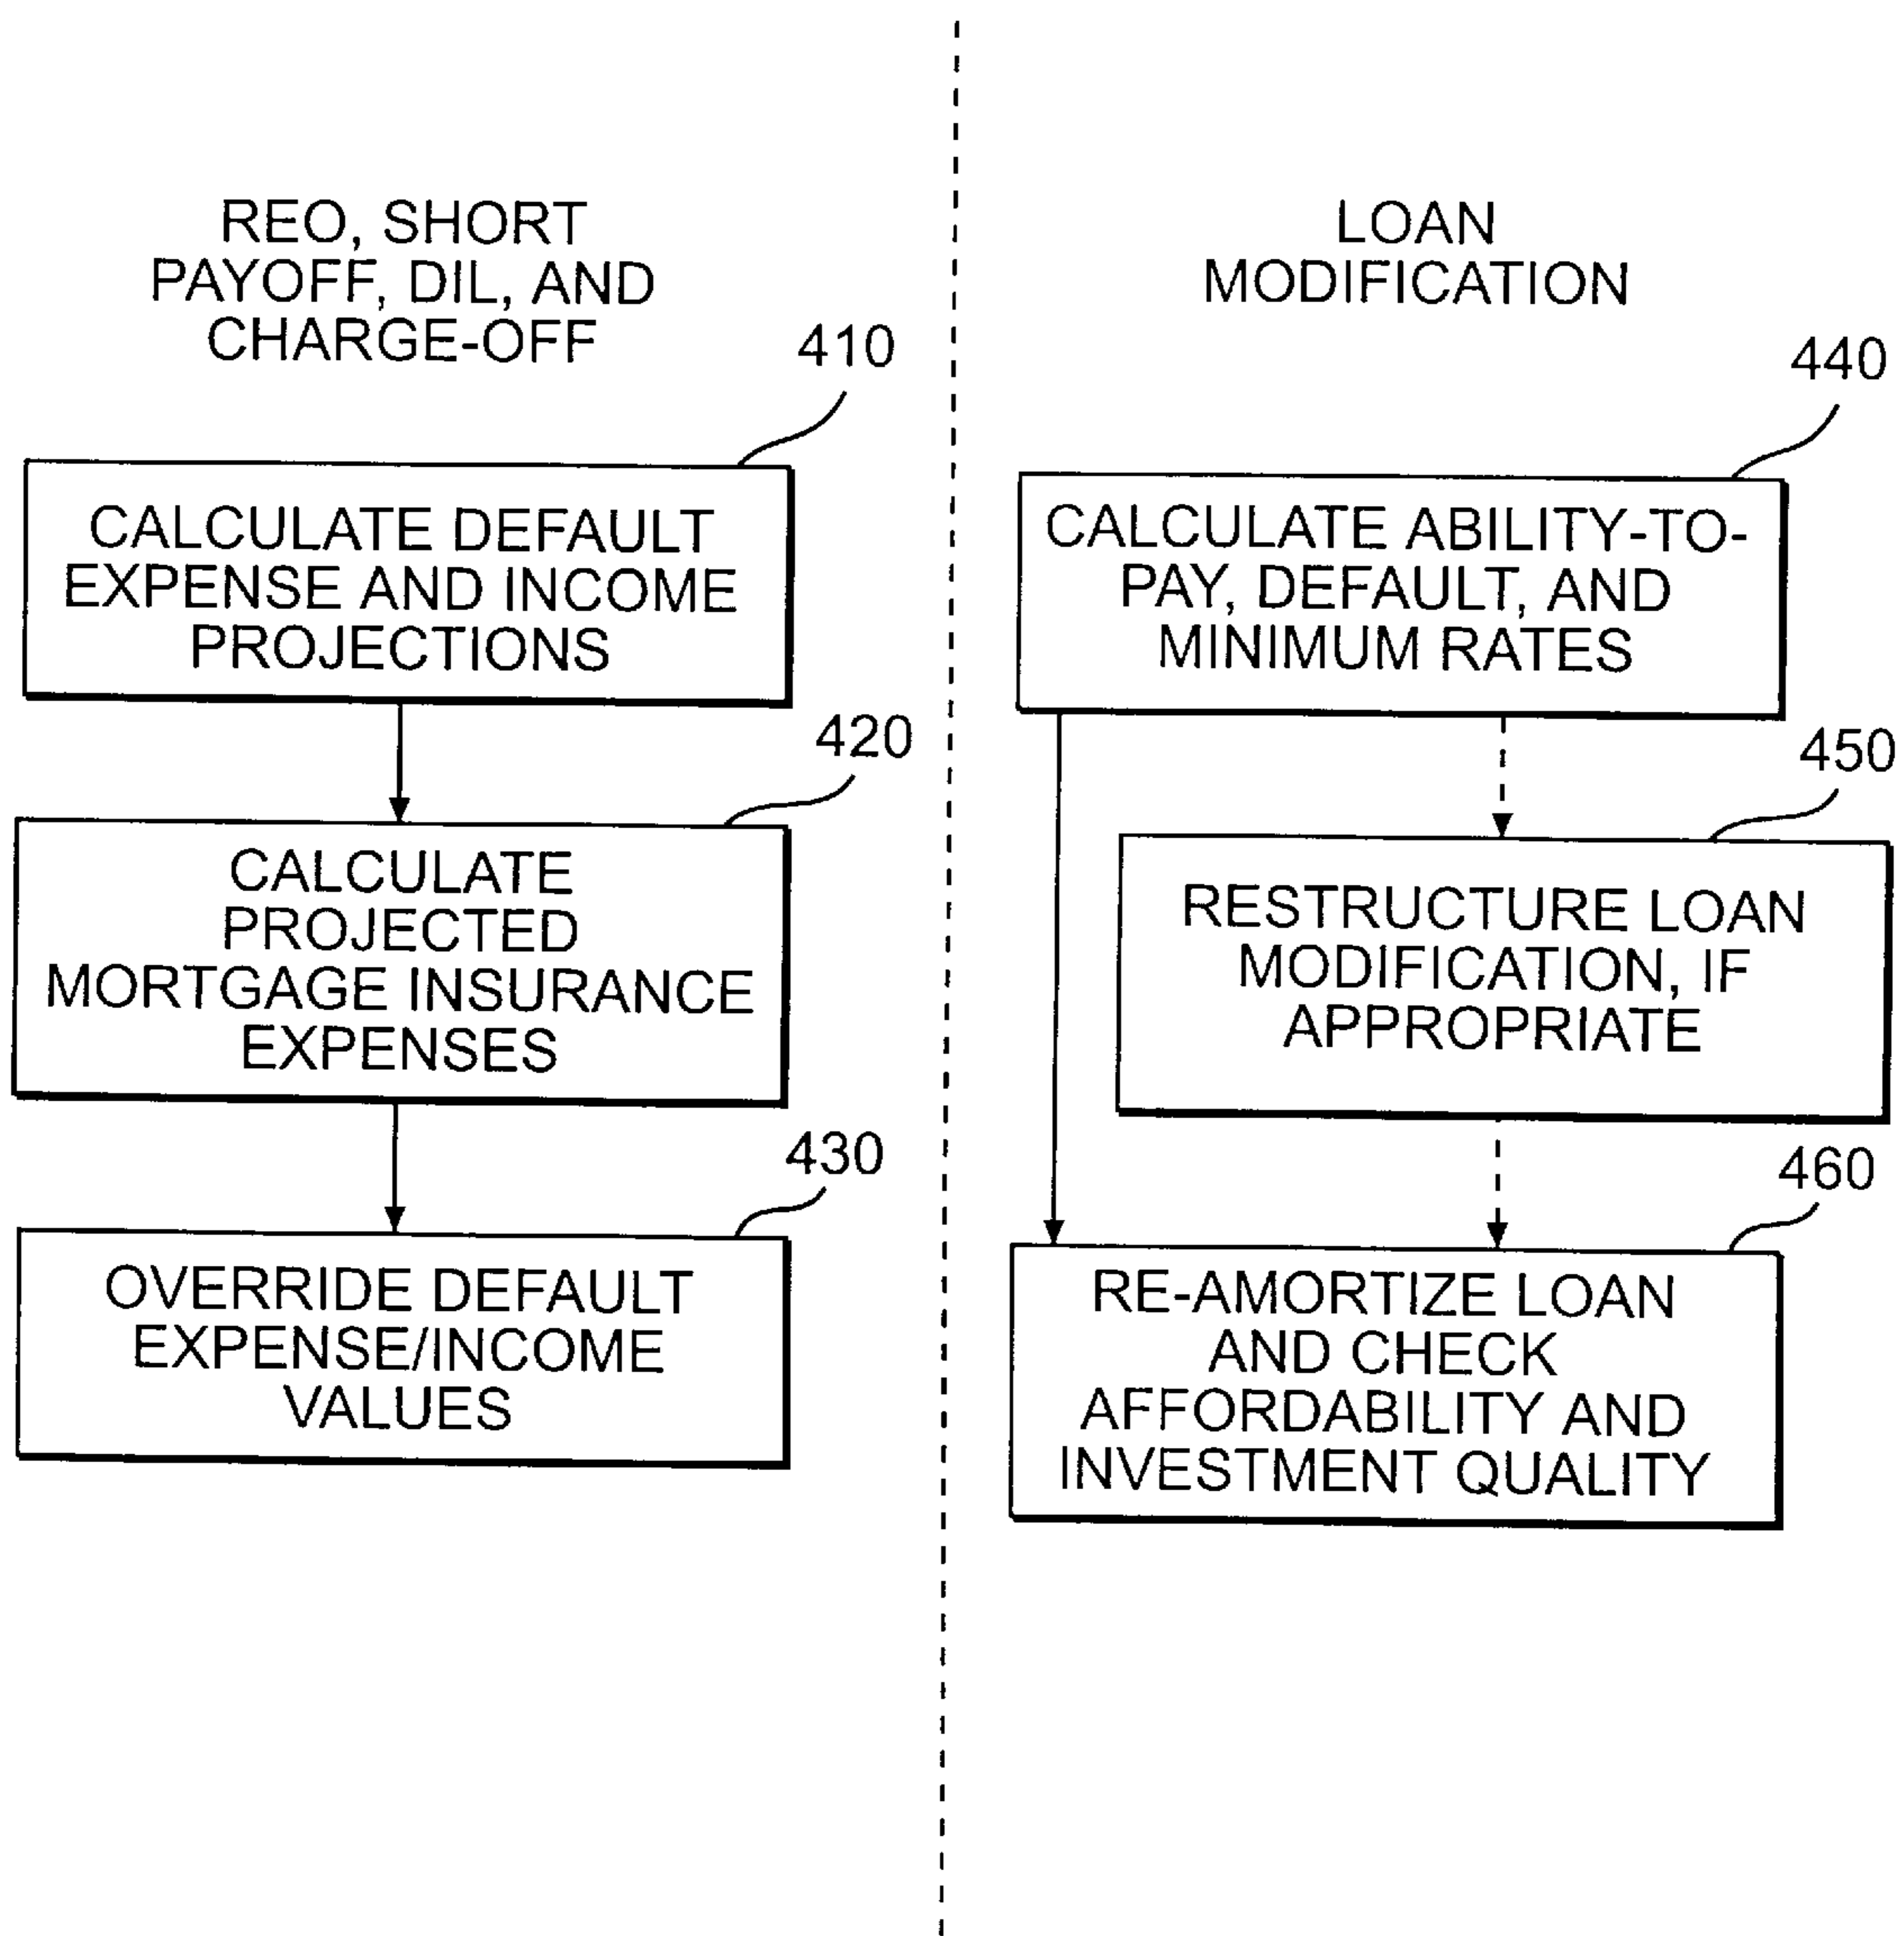 REO, SHORT
PAYOFF, DIL, AND
CHARGE-OFF
410
CALCULATE DEFAULT
EXPENSE AND INCOME
PROJECTIONS
420
CALCULATE
PROJECTED
MORTGAGE INSURANCE
EXPENSES
430
OVERRIDE DEFAULT
EXPENSE/INCOME
VALUES
LOAN
MODIFICATION
440
CALCULATE ABILITY-TO-
PAY, DEFAULT, AND
MINIMUM RATES
450
RESTRUCTURE LOAN
MODIFICATION, IF
APPROPRIATE
460
RE-AMORTIZE LOAN
AND CHECK
AFFORDABILITY AND
INVESTMENT QUALITY